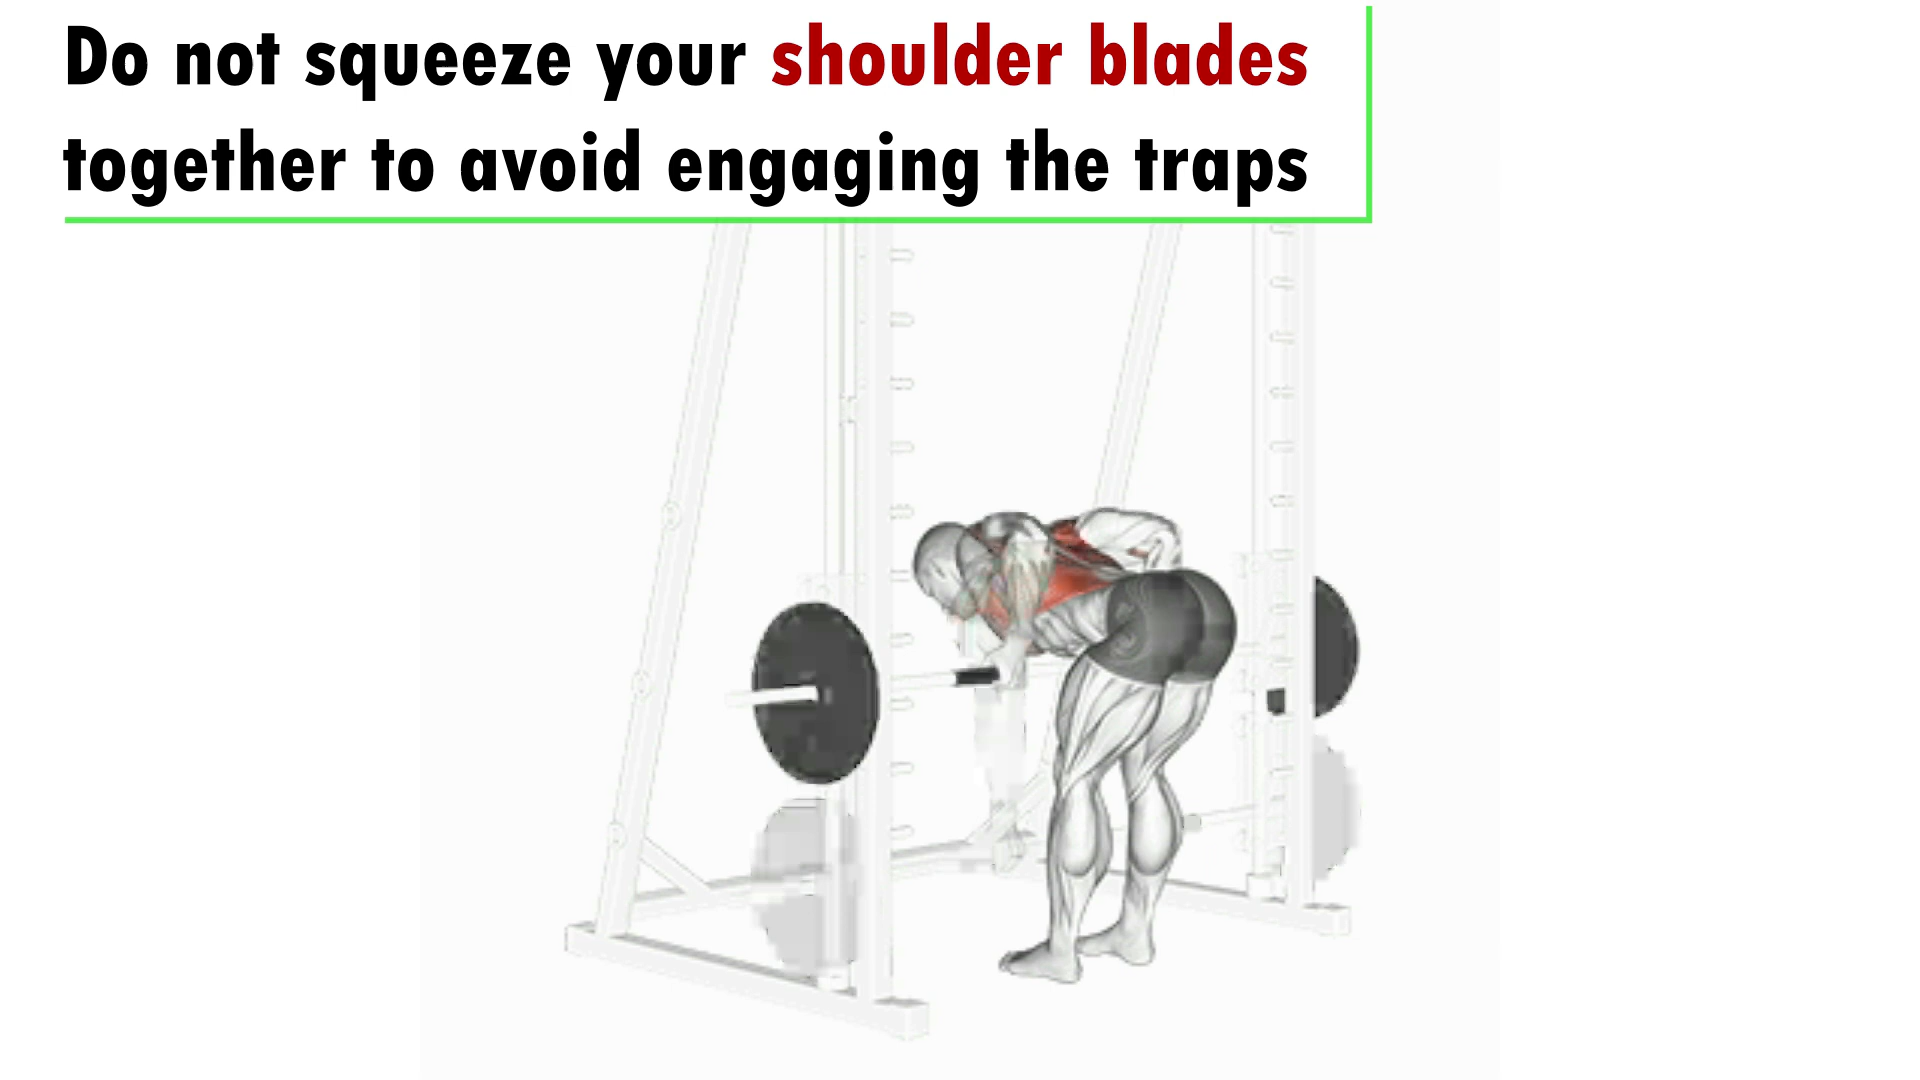 Do not squeeze your shoulder blades
together to avoid engaging the traps